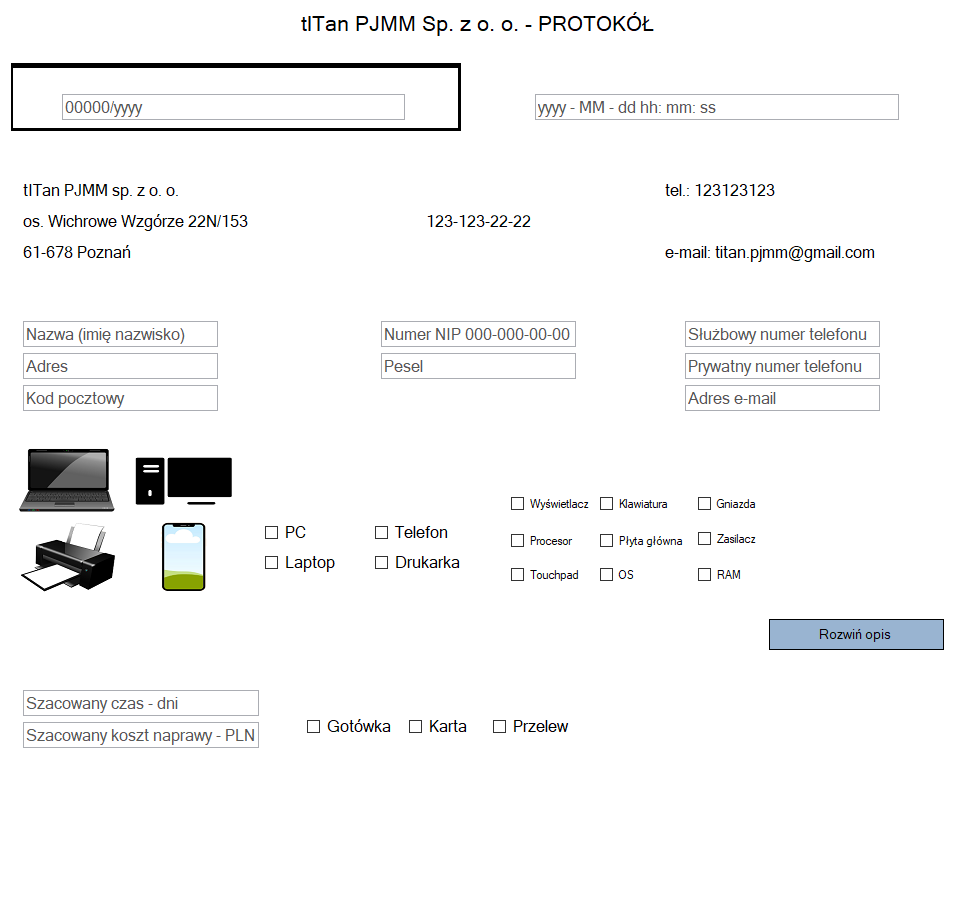 tITan PJMM Sp. z o. o. - PROTOKÓŁ
00000/yyyy
yyyy - MM - dd hh: mm: ss
tITan PJMM sp. z o. o.
tel.: 123123123
os. Wichrowe Wzgórze 22N/153
123-123-22-22
61-678 Poznań
e-mail: titan.pjmm@gmail.com
Nazwa (imię nazwisko)
Numer NIP 000-000-00-00
Służbowy numer telefonu
Adres
Pesel
Prywatny numer telefonu
Kod pocztowy
Adres e-mail
PC
Telefon
Laptop
Drukarka
Wyświetlacz
Klawiatura
Gniazda
Procesor
Płyta główna
Zasilacz
Touchpad
OS
RAM
Rozwiń opis
Szacowany czas - dni
Szacowany koszt naprawy - PLN
Gotówka
Karta
Przelew